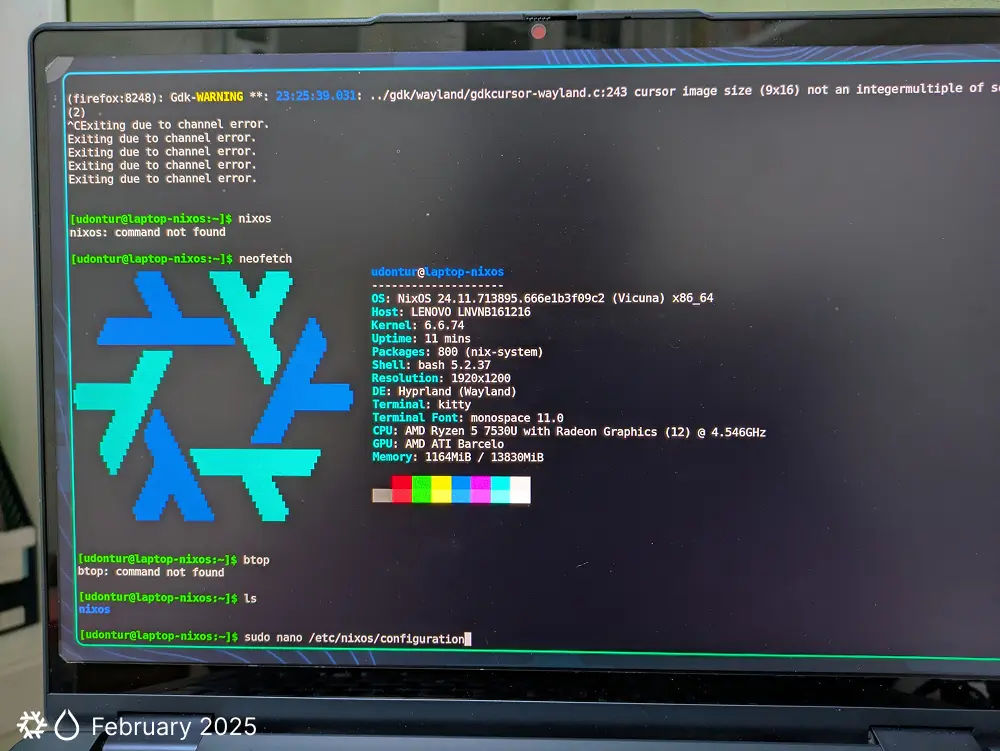 (firefox:8248): Gdk-WARNING **: 23:25:39.031: ../gdk/wayland/gdkcursor-wayland.c:243 cursor image size (9x16) not an integermultiple of
(2)
^CExiting due to channel error.
Exiting due to channel error.
Exiting due to channel error.
Exiting due to channel error.
Exiting due to channel error.
[udontur@laptop-nixos:~]$ nixos
nixos: command not found
[udontur@laptop-nixos:~]$ neofetch
udontur@laptop-nixos
--------------------
OS: NixOS 24.11.713895.666e1b3f09c2 (Vicuna) x86_64
Host: LENOVO LNVNB161216
Kernel: 6.6.74
Uptime: 11 mins
Packages: 800 (nix-system)
Shell: bash 5.2.37
Resolution: 1920x1200
DE: Hyprland (Wayland)
Terminal: kitty
Terminal Font: monospace 11.0
CPU: AMD Ryzen 5 7530U with Radeon Graphics (12) @ 4.546GHz
GPU: AMD ATI Barcelo
Memory: 1164MiB / 13830MiB
[udontur@laptop-nixos:~]$ btop
btop: command not found
[udontur@laptop-nixos:~]$ ls
nixos
[udontur@laptop-nixos:~]$ sudo nano /etc/nixos/configuration
February 2025